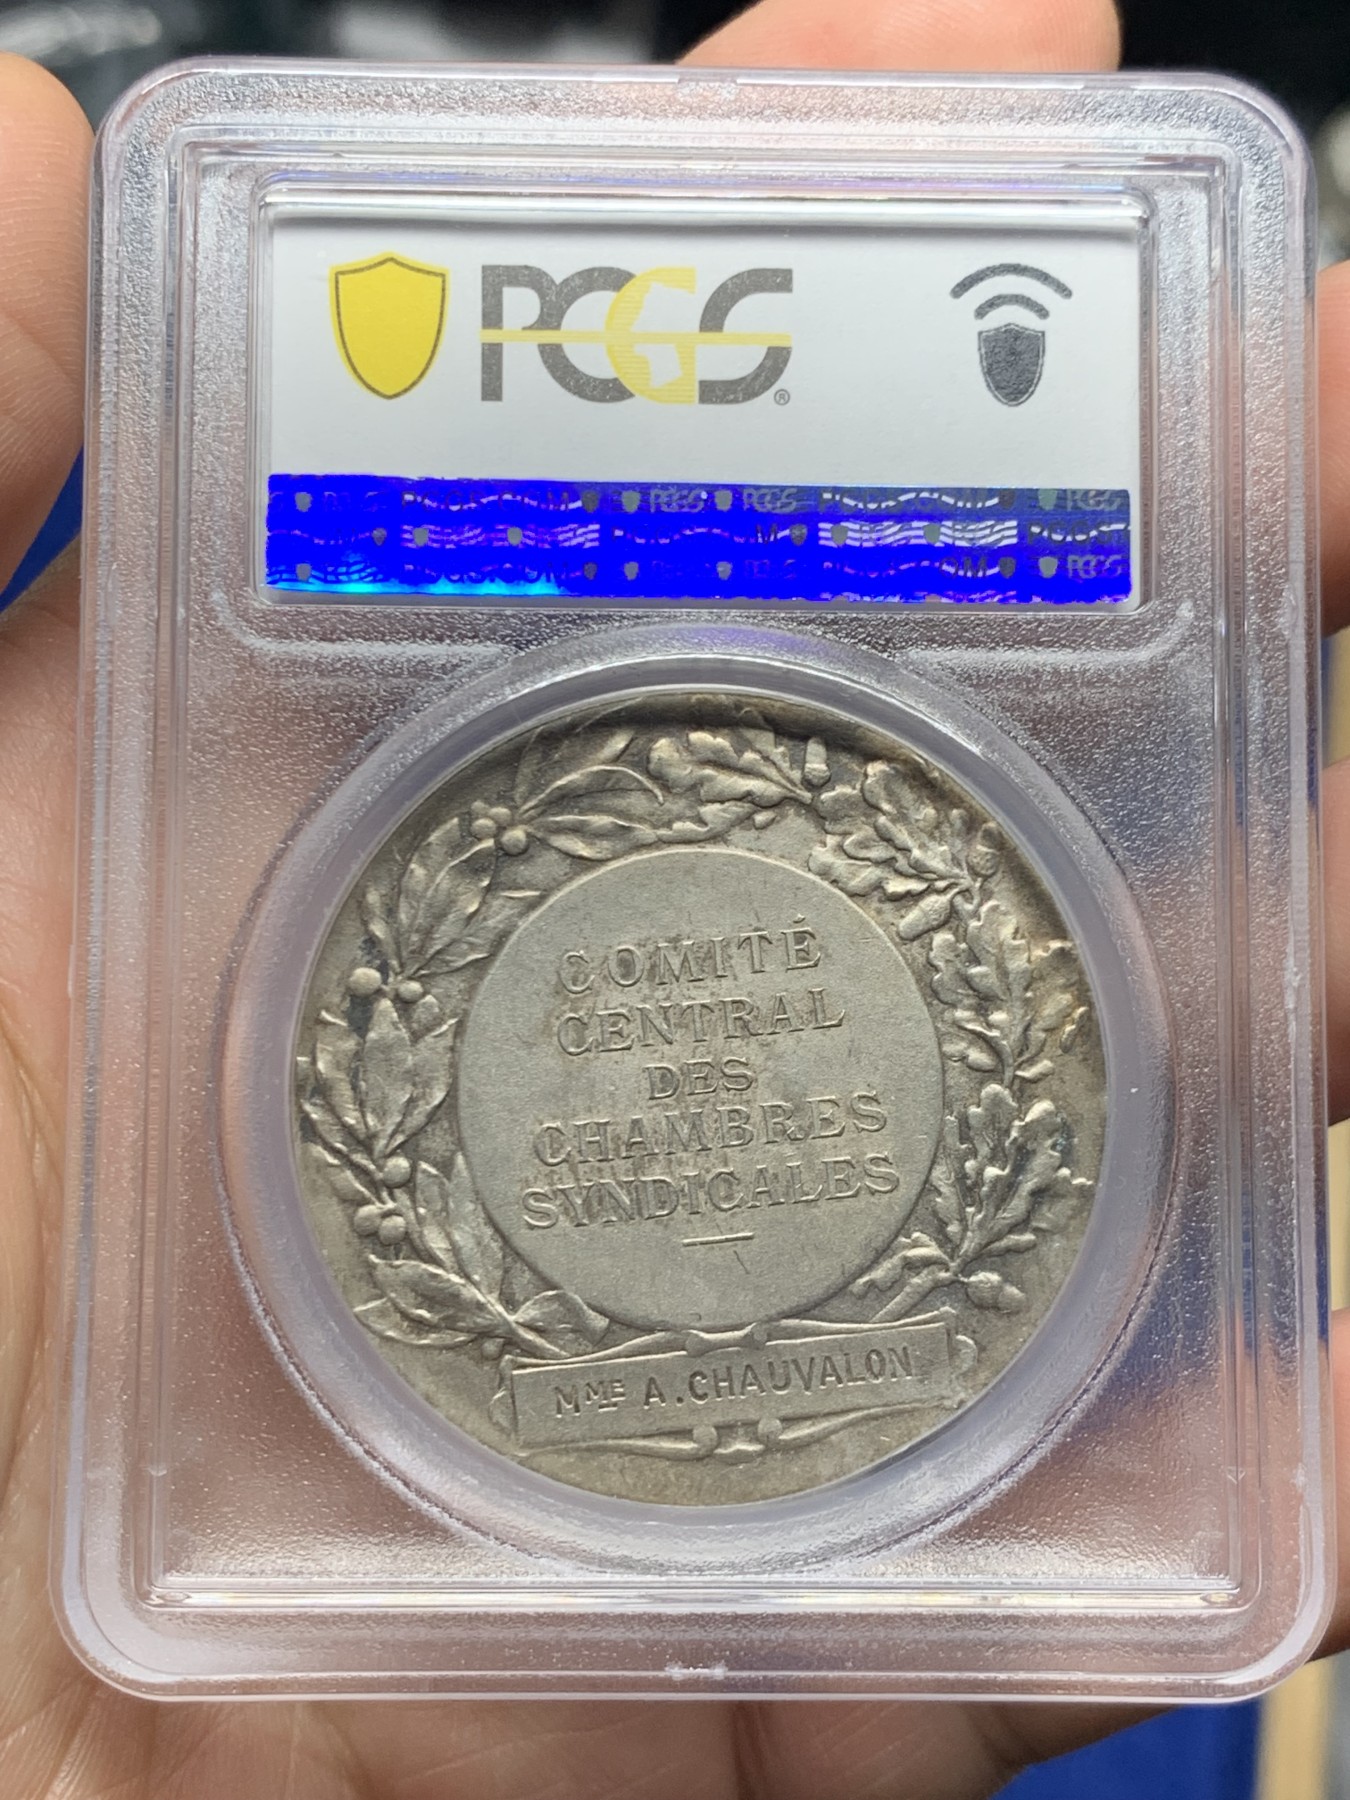 PCGS®
COMITÉ
CENTRAL
DES
CHAMBRES
SYNDICALES
MME A.CHAUVALON